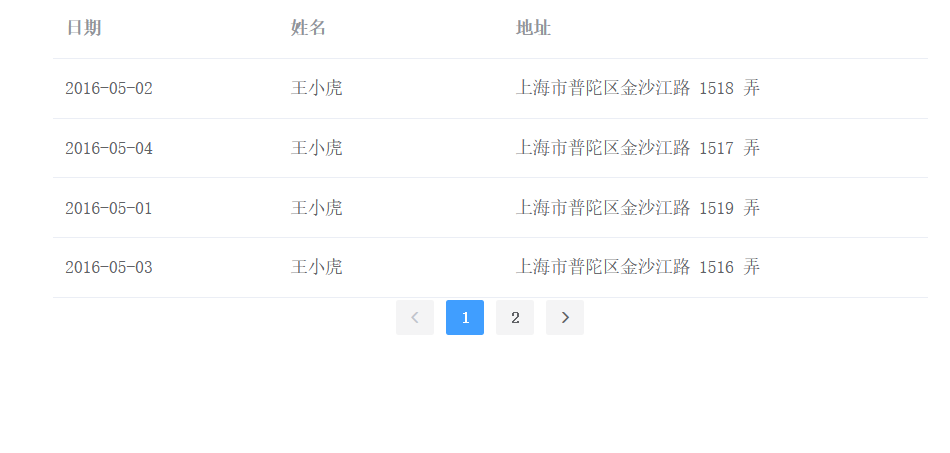 日期 姓名 地址
2016-05-02 王小虎 上海市普陀区金沙江路 1518 弄
2016-05-04 王小虎 上海市普陀区金沙江路 1517 弄
2016-05-01 王小虎 上海市普陀区金沙江路 1519 弄
2016-05-03 王小虎 上海市普陀区金沙江路 1516 弄
1 2